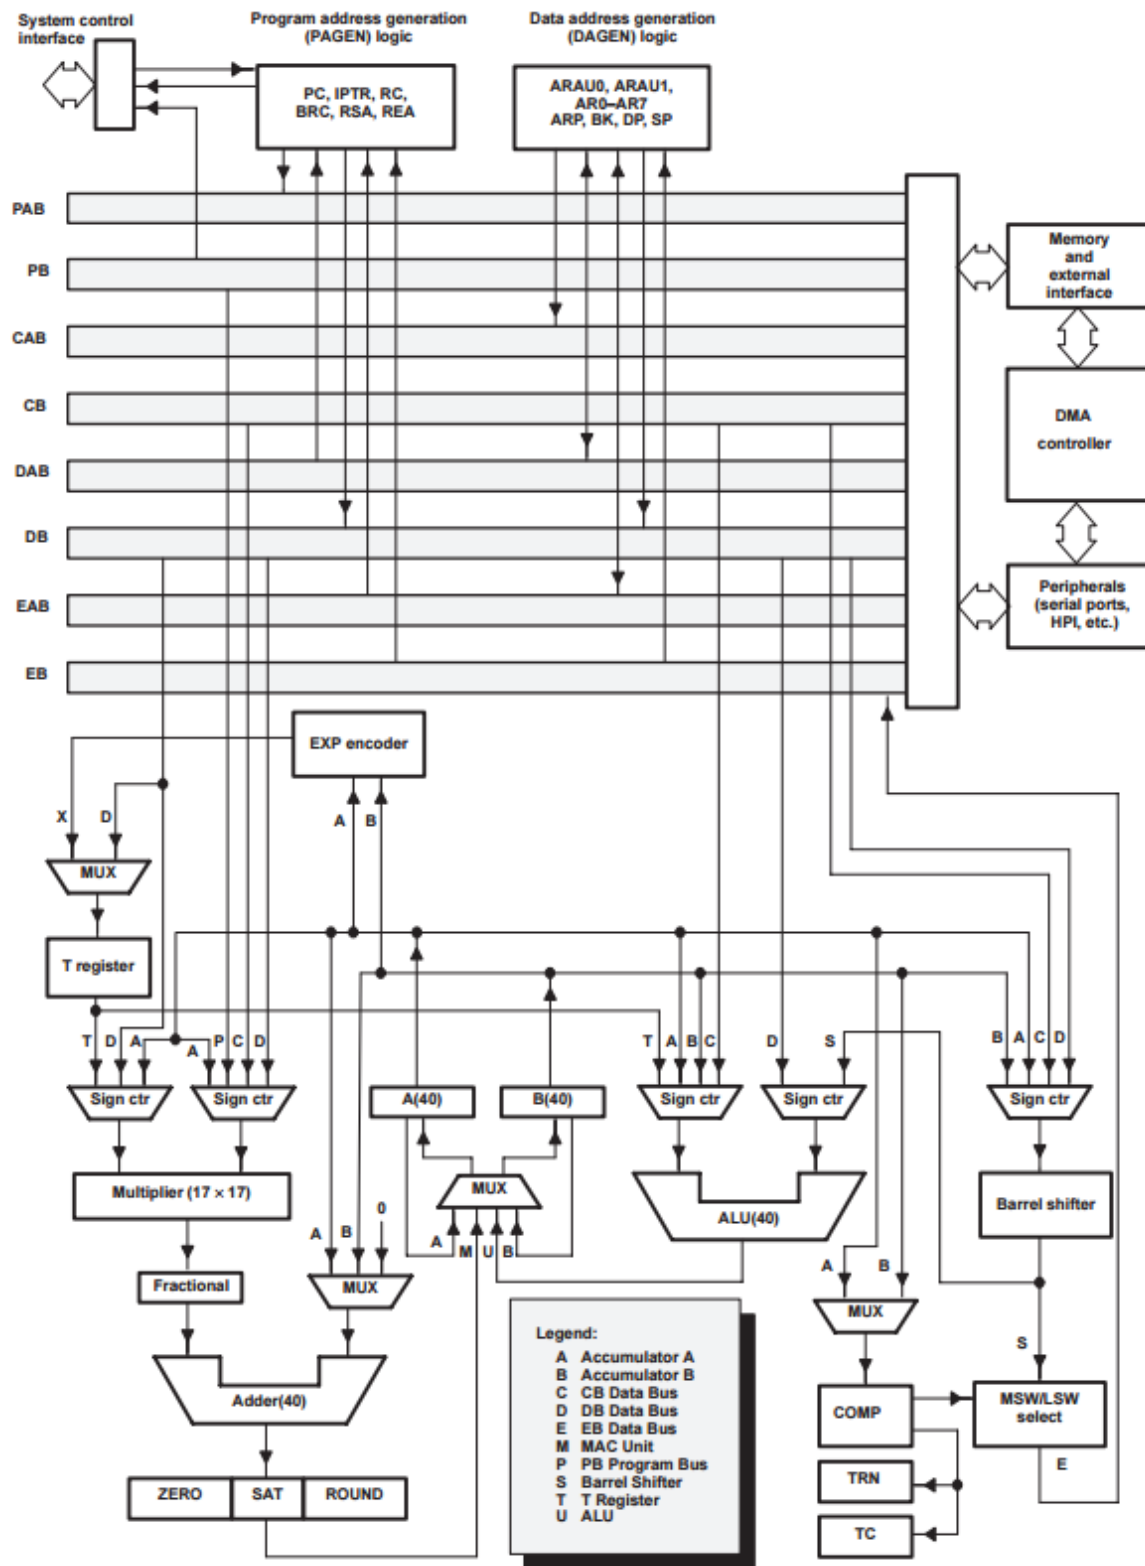 System control
interface
Program address generation
(PAGEN) logic
Data address generation
(DAGEN) logic
PC, IPTR, RC,
BRC, RSA, REA
ARAU0, ARAU1,
AR0–AR7
ARP, BK, DP, SP
PAB
PB
CAB
CB
DAB
DB
EAB
EB
Memory
and
external
interface
DMA
controller
Peripherals
(serial ports,
HPI, etc.)
EXP encoder
X
D
A
B
MUX
T register
T
D
A
A
P
C
D
T
A
B
C
D
S
B
A
C
D
Sign ctr
Sign ctr
A(40)
B(40)
Sign ctr
Sign ctr
Sign ctr
Multiplier (17 × 17)
MUX
ALU(40)
Barrel shifter
A
B
0
A
M
U
B
A
B
Fractional
MUX
MUX
S
Adder(40)
COMP
MSW/LSW
select
E
ZERO
SAT
ROUND
TRN
TC
Legend:
A Accumulator A
B Accumulator B
C CB Data Bus
D DB Data Bus
E EB Data Bus
M MAC Unit
P PB Program Bus
S Barrel Shifter
T T Register
U ALU